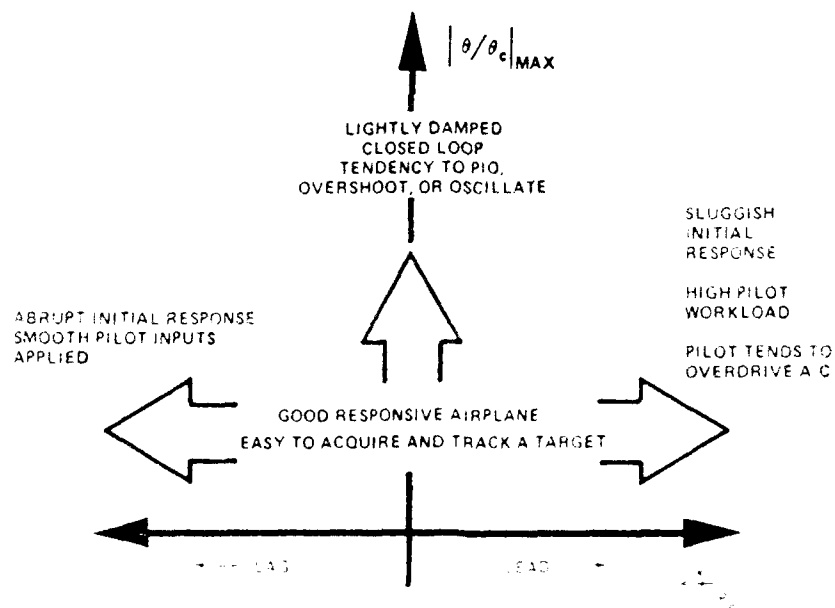 |θ/θc|MAX
LIGHTLY DAMPED
CLOSED LOOP
TENDENCY TO PIO,
OVERSHOOT, OR OSCILLATE
SLUGGISH
INITIAL
RESPONSE
HIGH PILOT
WORKLOAD
PILOT TENDS TO
OVERDRIVE A C
ABRUPT INITIAL RESPONSE
SMOOTH PILOT INPUTS
APPLIED
GOOD RESPONSIVE AIRPLANE
EASY TO ACQUIRE AND TRACK A TARGET
LAG
LEAD